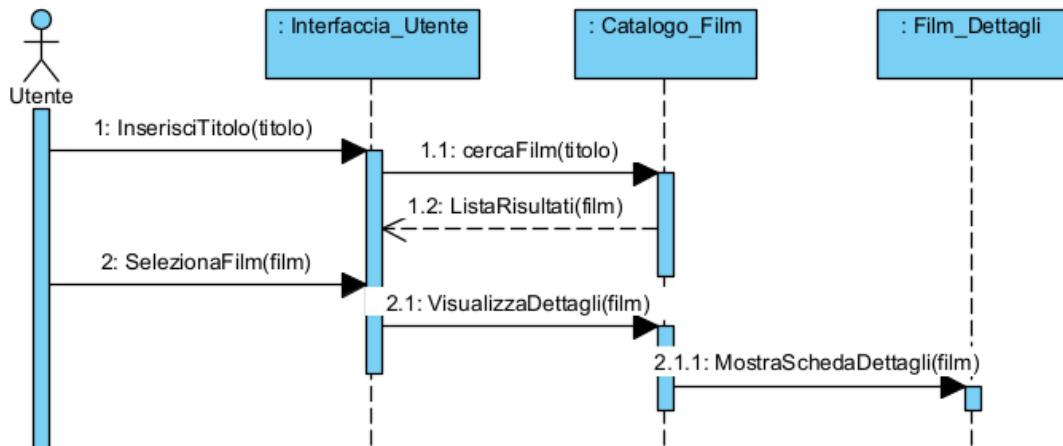 : Interfaccia_Utente
: Catalogo_Film
: Film_Dettagli
Utente
1: InserisciTitolo(titolo)
1.1: cercaFilm(titolo)
1.2: ListaRisultati(film)
2: SelezionaFilm(film)
2.1: VisualizzaDettagli(film)
2.1.1: MostraSchedaDettagli(film)